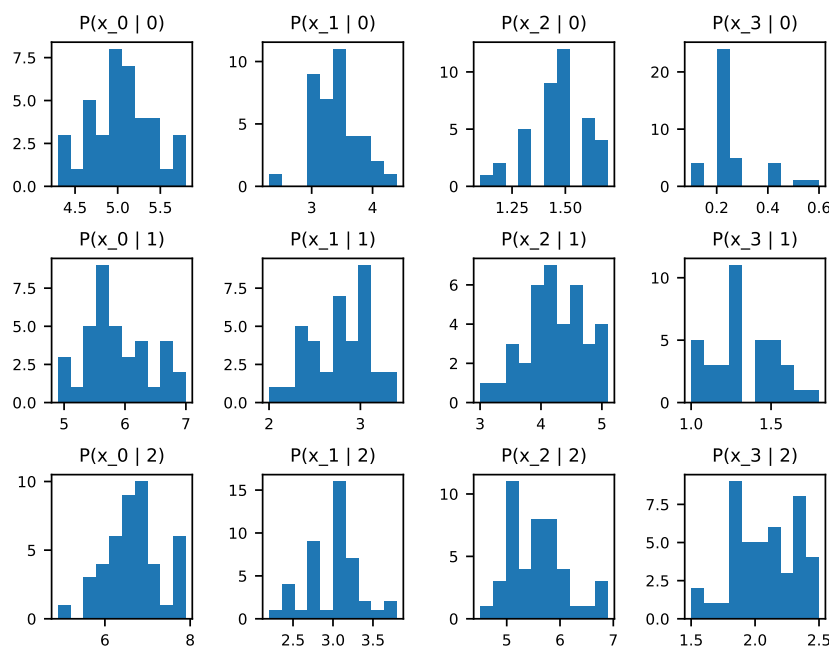 P(x_0 | 0)
7.5
5.0
2.5
0.0
4.5 5.0 5.5
P(x_1 | 0)
10
5
0
3 4
P(x_2 | 0)
10
5
0
1.25 1.50
P(x_3 | 0)
20
10
0
0.2 0.4 0.6
P(x_0 | 1)
7.5
5.0
2.5
0.0
5 6 7
P(x_1 | 1)
7.5
5.0
2.5
0.0
2 3
P(x_2 | 1)
6
4
2
0
3 4 5
P(x_3 | 1)
10
5
0
1.0 1.5
P(x_0 | 2)
10
5
0
6 8
P(x_1 | 2)
15
10
5
0
2.5 3.0 3.5
P(x_2 | 2)
10
5
0
5 6 7
P(x_3 | 2)
7.5
5.0
2.5
0.0
1.5 2.0 2.5